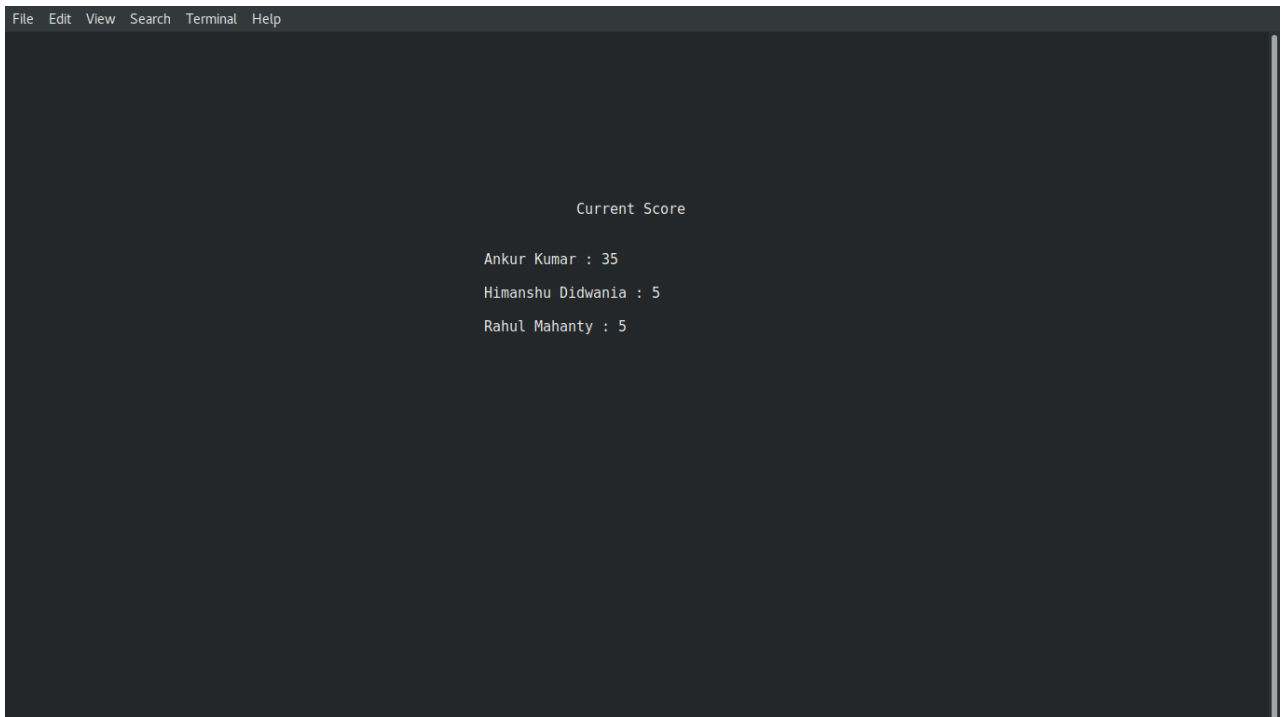 File Edit View Search Terminal Help
Current Score
Ankur Kumar : 35
Himanshu Didwania : 5
Rahul Mahanty : 5